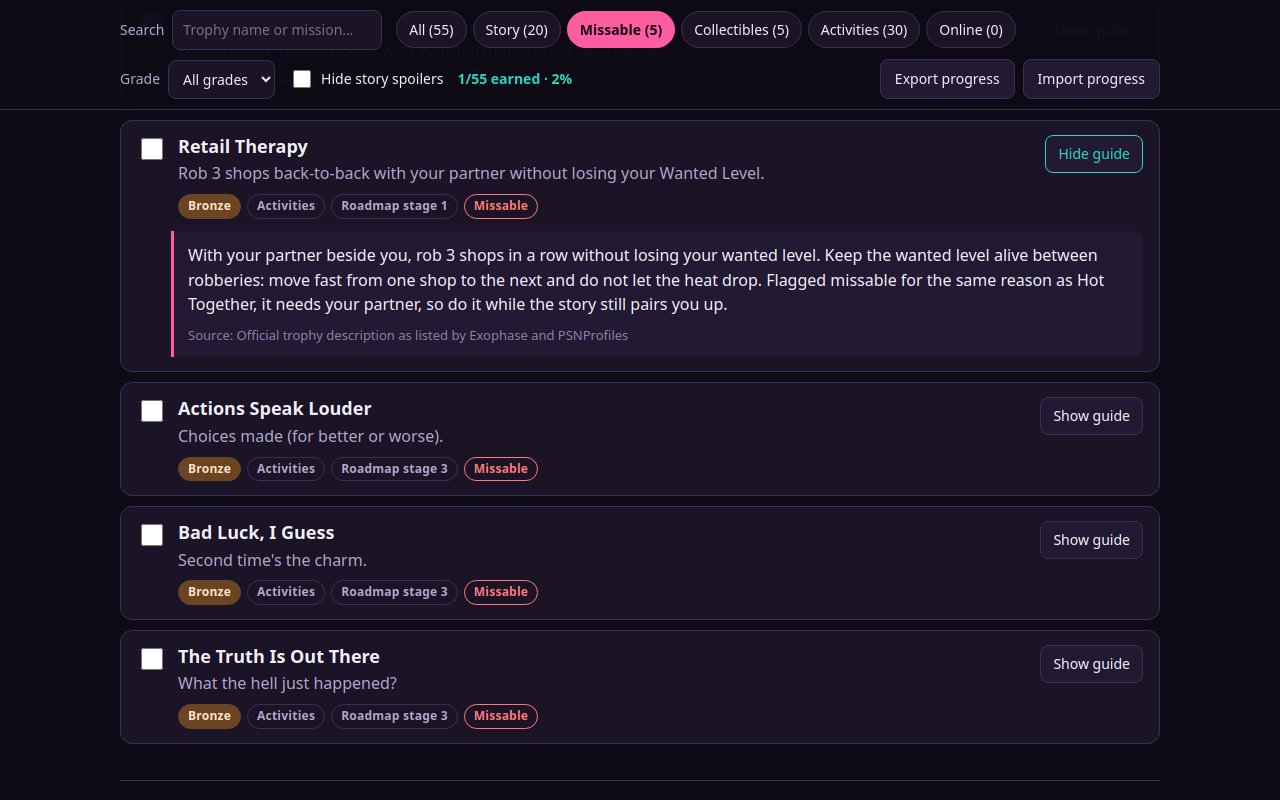 Search Trophy name or mission... All (55) Story (20) Missable (5) Collectibles (5) Activities (30) Online (0)
Grade All grades Hide story spoilers 1/55 earned · 2% Export progress Import progress
Retail Therapy Hide guide
Rob 3 shops back-to-back with your partner without losing your Wanted Level.
Bronze Activities Roadmap stage 1 Missable
With your partner beside you, rob 3 shops in a row without losing your wanted level. Keep the wanted level alive between
robberies: move fast from one shop to the next and do not let the heat drop. Flagged missable for the same reason as Hot
Together, it needs your partner, so do it while the story still pairs you up.
Source: Official trophy description as listed by Exophase and PSNProfiles
Actions Speak Louder Show guide
Choices made (for better or worse).
Bronze Activities Roadmap stage 3 Missable
Bad Luck, I Guess Show guide
Second time's the charm.
Bronze Activities Roadmap stage 3 Missable
The Truth Is Out There Show guide
What the hell just happened?
Bronze Activities Roadmap stage 3 Missable